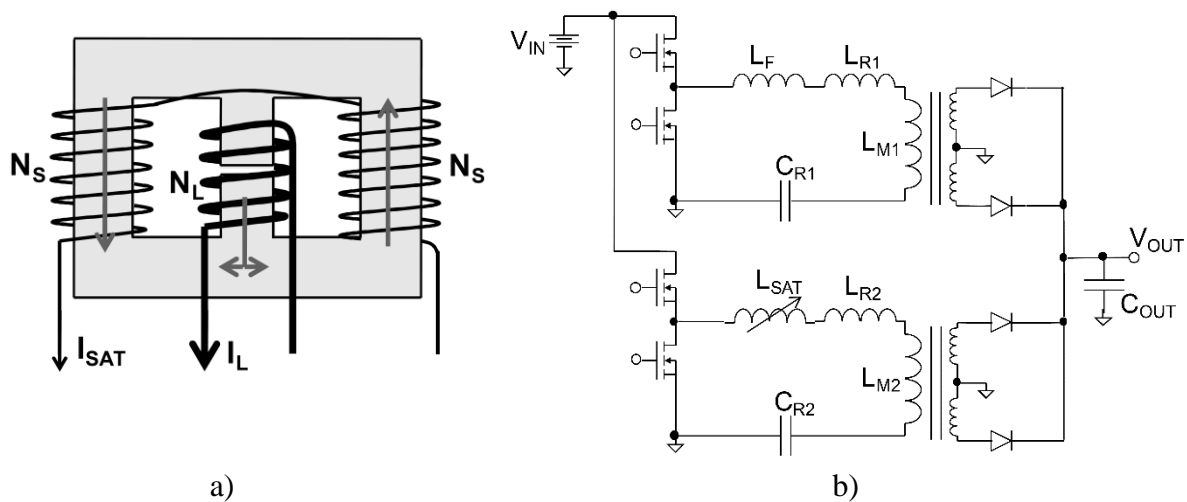 N_S
N_L
N_S
I_SAT
I_L
a)
V_IN
L_F
L_R1
L_M1
C_R1
V_OUT
L_SAT
L_R2
C_OUT
L_M2
C_R2
b)